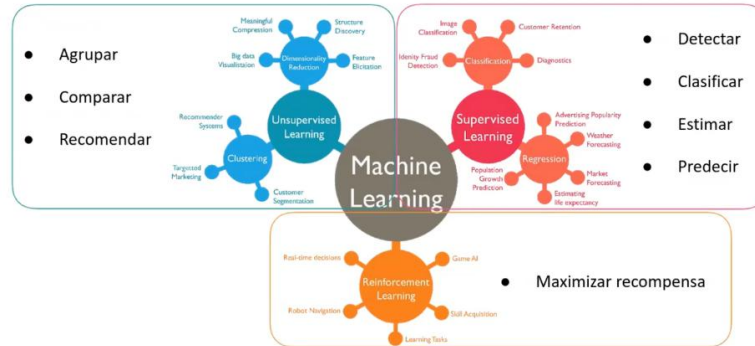 Agrupar
Comparar
Recomendar
Meaningful
Compression
Structure
Discovery
Big data
Visualistaion
Dimensionality
Reduction
Feature
Elicitation
Recommender
Systems
Unsupervised
Learning
Clustering
Targetted
Marketing
Customer
Segmentation
Machine
Learning
Image
Classification
Customer Retention
Idenity Fraud
Detection
Classification
Diagnostics
Supervised
Learning
Advertising Popularity
Prediction
Weather
Forecasting
Regression
Population
Growth
Prediction
Market
Forecasting
Estimating
life expectancy
Detectar
Clasificar
Estimar
Predecir
Real-time decisions
Game AI
Reinforcement
Learning
Robot Navigation
Skill Acquisition
Learning Tasks
Maximizar recompensa